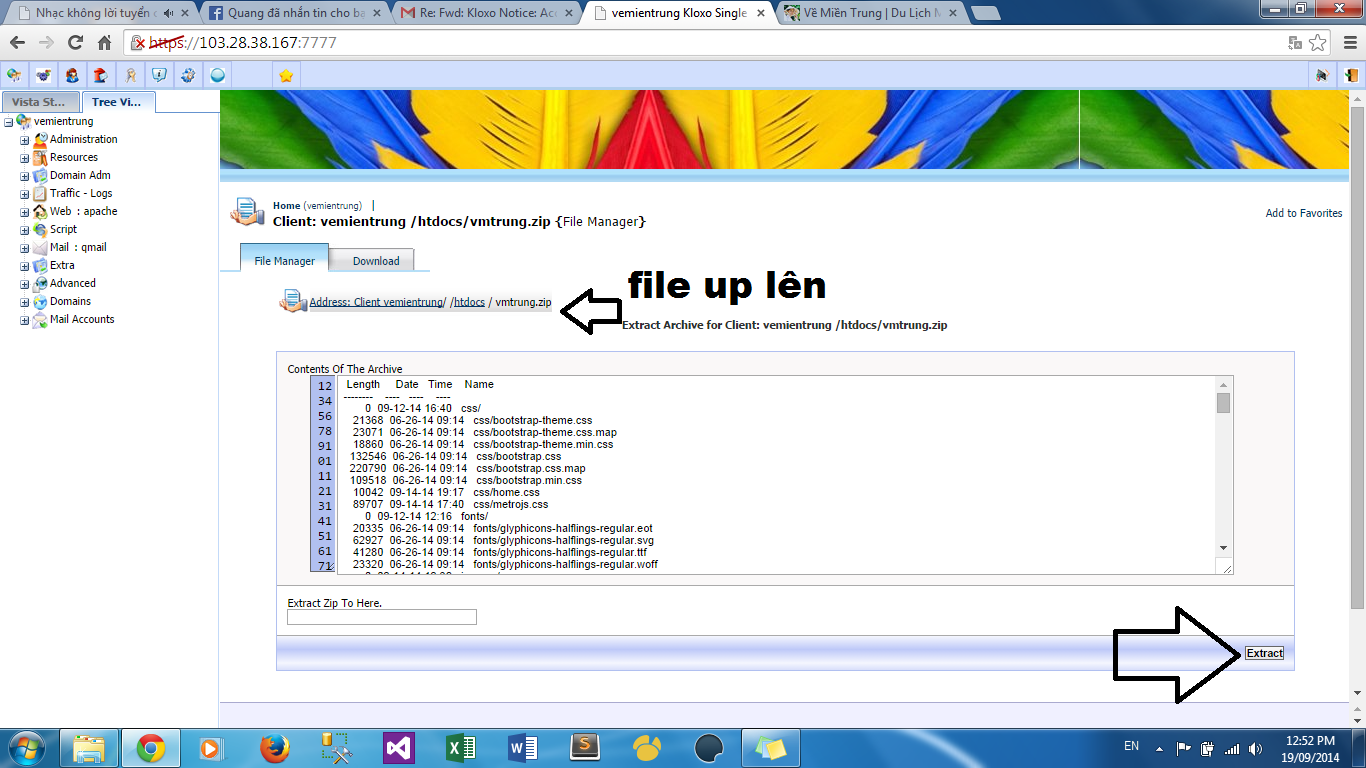 Nhạc không lời tuyển c
Quang đã nhắn tin cho bạ
Re: Fwd: Kloxo Notice: Acc
vemientrung Kloxo Single
Về Miền Trung | Du Lịch M
https://103.28.38.167:7777
Vista St...
Tree Vi...
vemientrung
Administration
Resources
Domain Adm
Traffic - Logs
Web : apache
Script
Mail : qmail
Extra
Advanced
Domains
Mail Accounts
Home (vemientrung) |
Client: vemientrung /htdocs/vmtrung.zip {File Manager}
Add to Favorites
File Manager
Download
Address: Client vemientrung/ /htdocs / vmtrung.zip
file up lên
Extract Archive for Client: vemientrung /htdocs/vmtrung.zip
Contents Of The Archive
12
34
56
78
91
01
11
21
31
41
51
61
71
Length Date Time Name
-------- ---- ---- ----
0 09-12-14 16:40 css/
21368 06-26-14 09:14 css/bootstrap-theme.css
23071 06-26-14 09:14 css/bootstrap-theme.css.map
18860 06-26-14 09:14 css/bootstrap-theme.min.css
132546 06-26-14 09:14 css/bootstrap.css
220790 06-26-14 09:14 css/bootstrap.css.map
109518 06-26-14 09:14 css/bootstrap.min.css
10042 09-14-14 19:17 css/home.css
89707 09-14-14 17:40 css/metrojs.css
0 09-12-14 12:16 fonts/
20335 06-26-14 09:14 fonts/glyphicons-halflings-regular.eot
62927 06-26-14 09:14 fonts/glyphicons-halflings-regular.svg
41280 06-26-14 09:14 fonts/glyphicons-halflings-regular.ttf
23320 06-26-14 09:14 fonts/glyphicons-halflings-regular.woff
Extract Zip To Here.
Extract
EN
12:52 PM
19/09/2014